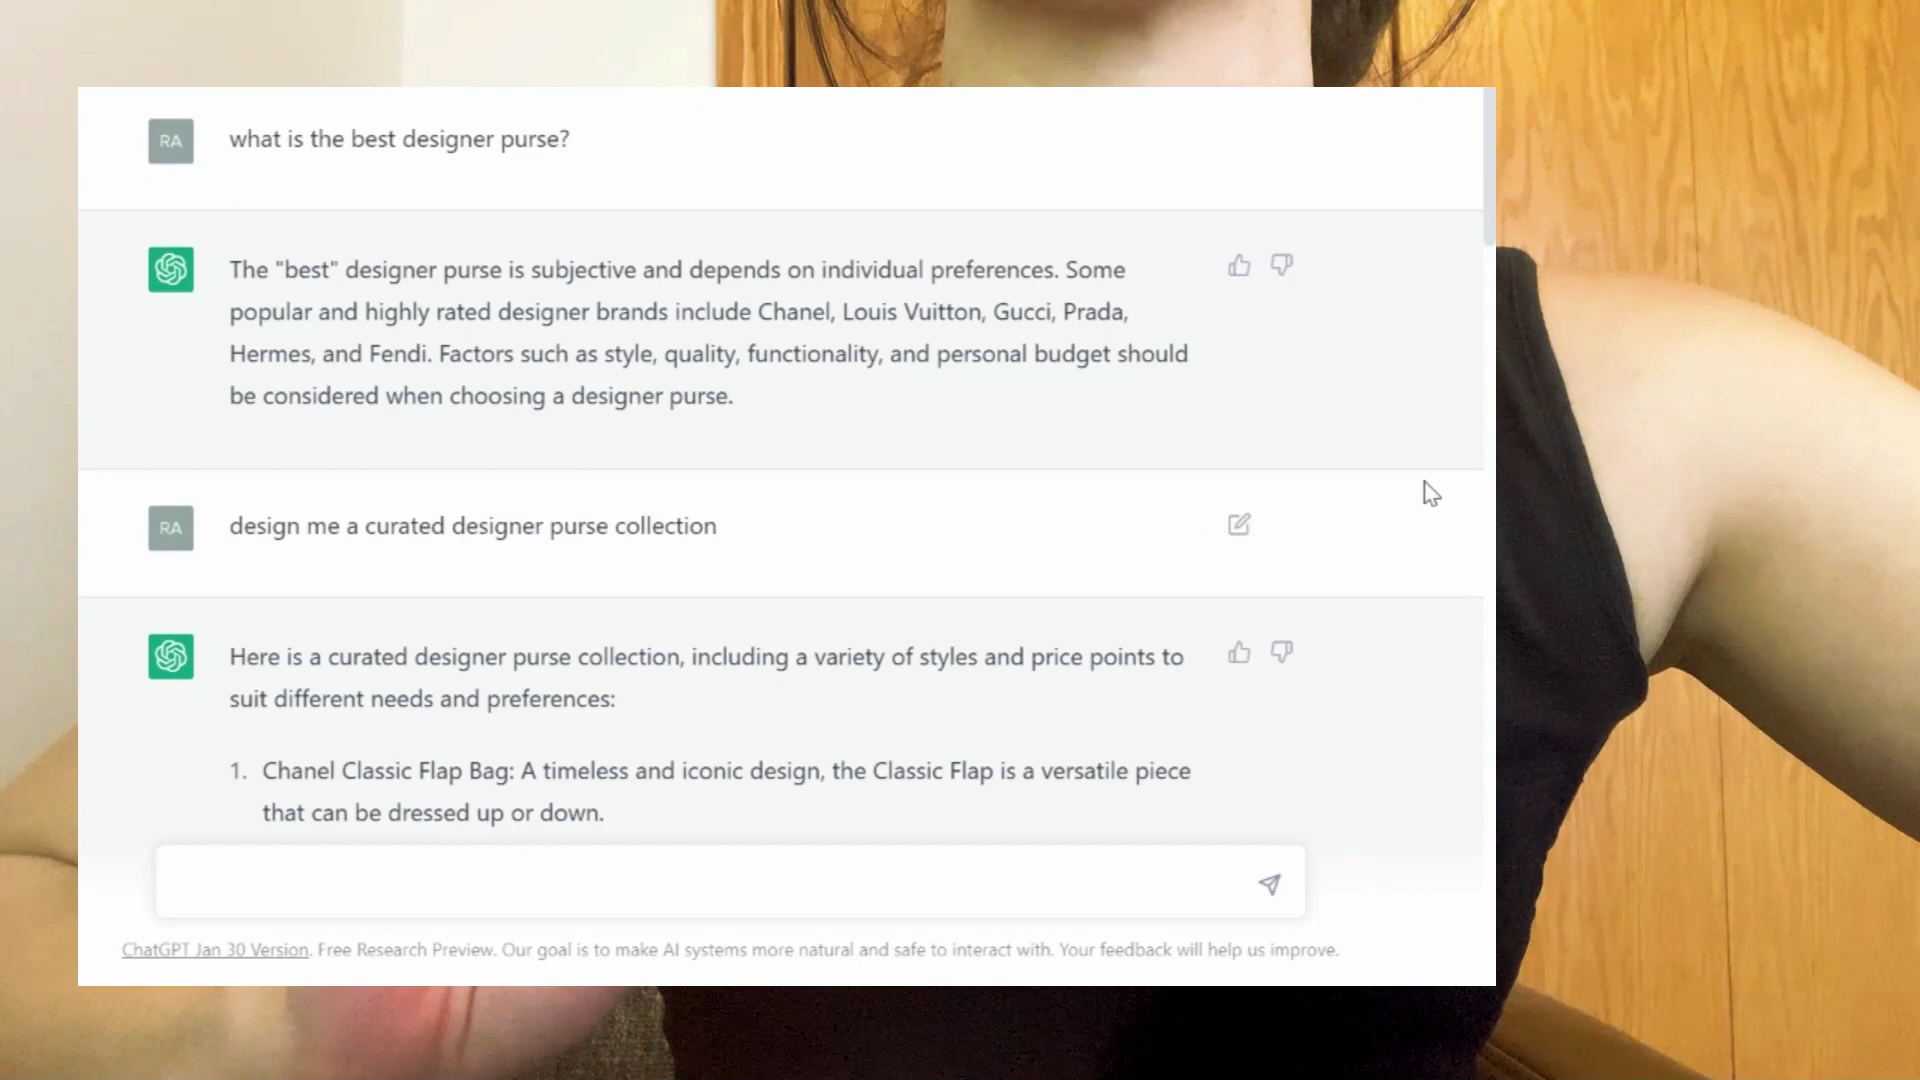 RA
what is the best designer purse?
The "best" designer purse is subjective and depends on individual preferences. Some
popular and highly rated designer brands include Chanel, Louis Vuitton, Gucci, Prada,
Hermes, and Fendi. Factors such as style, quality, functionality, and personal budget should
be considered when choosing a designer purse.
RA
design me a curated designer purse collection
Here is a curated designer purse collection, including a variety of styles and price points to
suit different needs and preferences:
1. Chanel Classic Flap Bag: A timeless and iconic design, the Classic Flap is a versatile piece
that can be dressed up or down.
ChatGPT Jan 30 Version. Free Research Preview. Our goal is to make AI systems more natural and safe to interact with. Your feedback will help us improve.